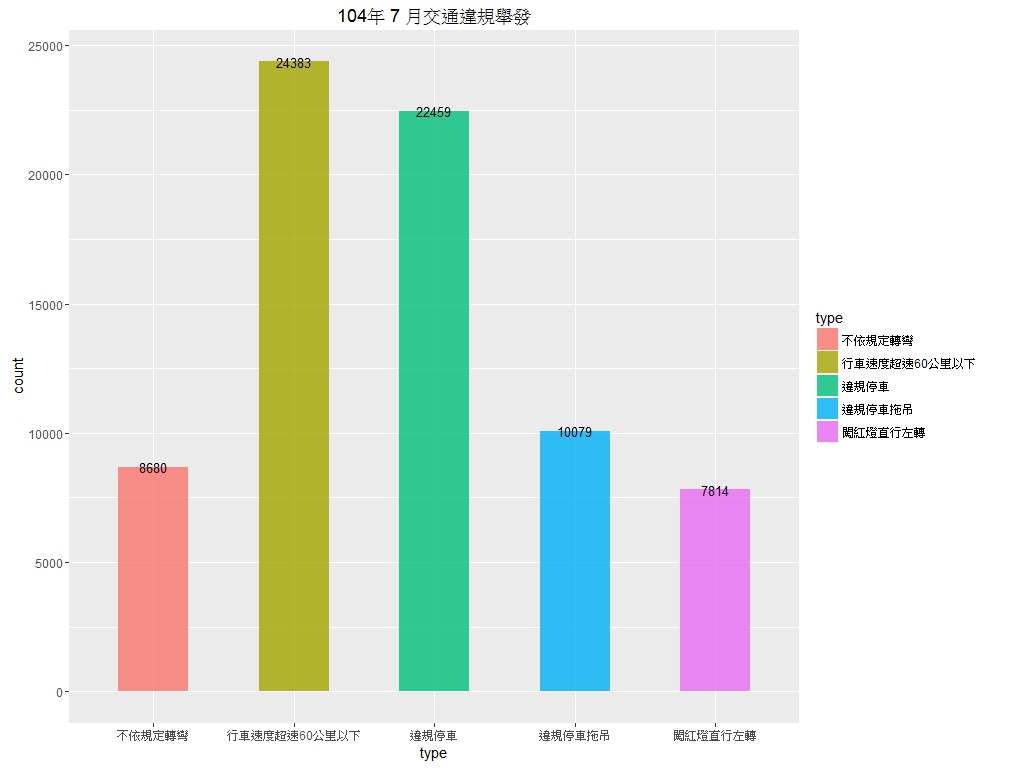 104年 7 月交通違規舉發
count
25000
20000
15000
10000
5000
0
24383
22459
10079
8680
7814
不依規定轉彎
行車速度超速60公里以下
違規停車
違規停車拖吊
闖紅燈直行左轉
type
type
不依規定轉彎
行車速度超速60公里以下
違規停車
違規停車拖吊
闖紅燈直行左轉